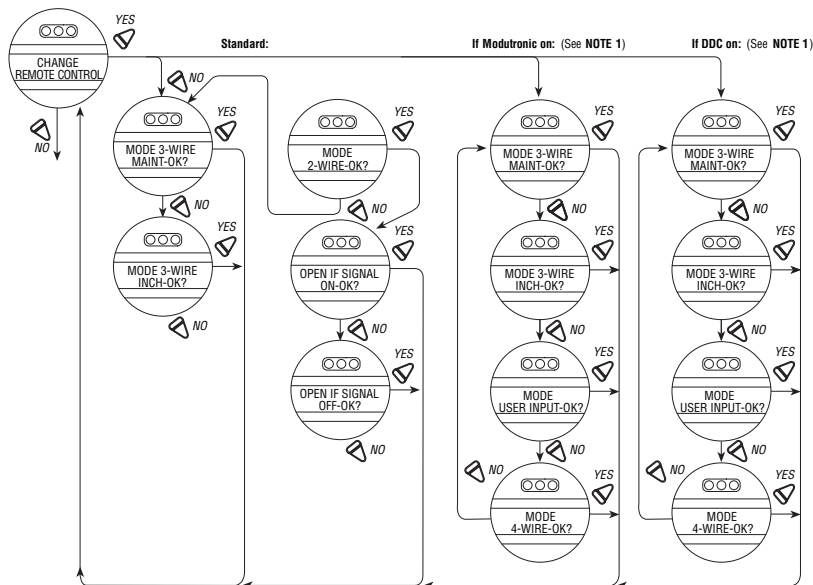 YES
Standard:
If Modutronic on: (See NOTE 1)
If DDC on: (See NOTE 1)
CHANGE
REMOTE CONTROL
NO
NO
YES
MODE 3-WIRE
MAINT-OK?
NO
YES
MODE 3-WIRE
INCH-OK?
NO
MODE
2-WIRE-OK?
YES
NO
OPEN IF SIGNAL
ON-OK?
YES
NO
OPEN IF SIGNAL
OFF-OK?
YES
NO
MODE 3-WIRE
MAINT-OK?
YES
NO
MODE 3-WIRE
INCH-OK?
YES
NO
MODE
USER INPUT-OK?
YES
NO
NO
MODE
4-WIRE-OK?
YES
MODE 3-WIRE
MAINT-OK?
YES
NO
MODE 3-WIRE
INCH-OK?
YES
NO
MODE
USER INPUT-OK?
YES
NO
NO
MODE
4-WIRE-OK?
YES